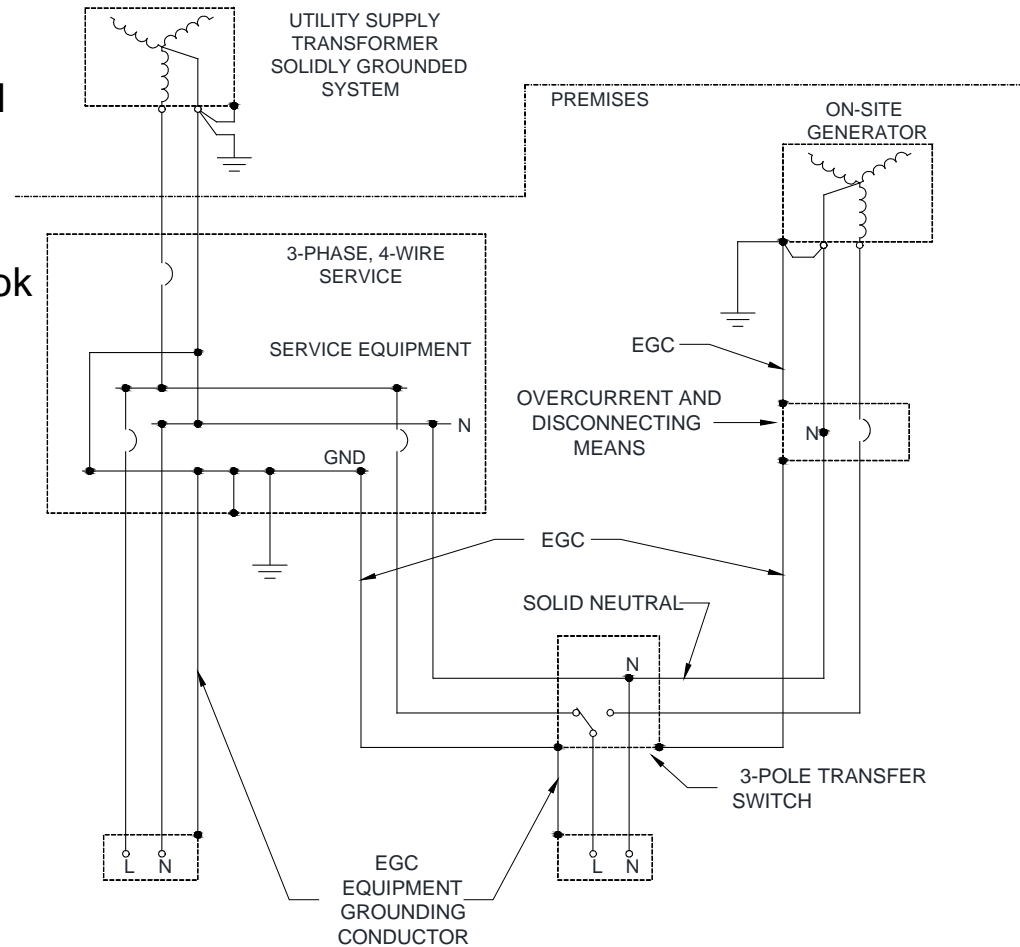 UTILITY SUPPLY
TRANSFORMER
SOLIDLY GROUNDED
SYSTEM
PREMISES
ON-SITE
GENERATOR
ok
3-PHASE, 4-WIRE
SERVICE
SERVICE EQUIPMENT
N
GND
EGC
OVERCURRENT AND
DISCONNECTING
MEANS
N
EGC
SOLID NEUTRAL
N
3-POLE TRANSFER
SWITCH
L N
L N
EGC
EQUIPMENT
GROUNDING
CONDUCTOR